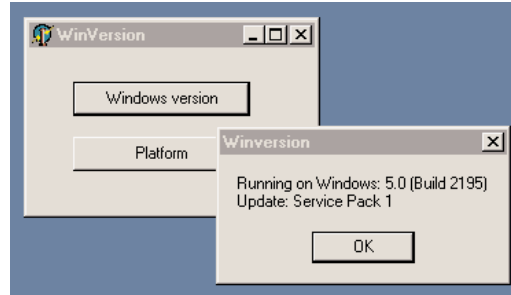 WinVersion
Windows version
Platform
Winversion
Running on Windows: 5.0 (Build 2195)
Update: Service Pack 1
OK